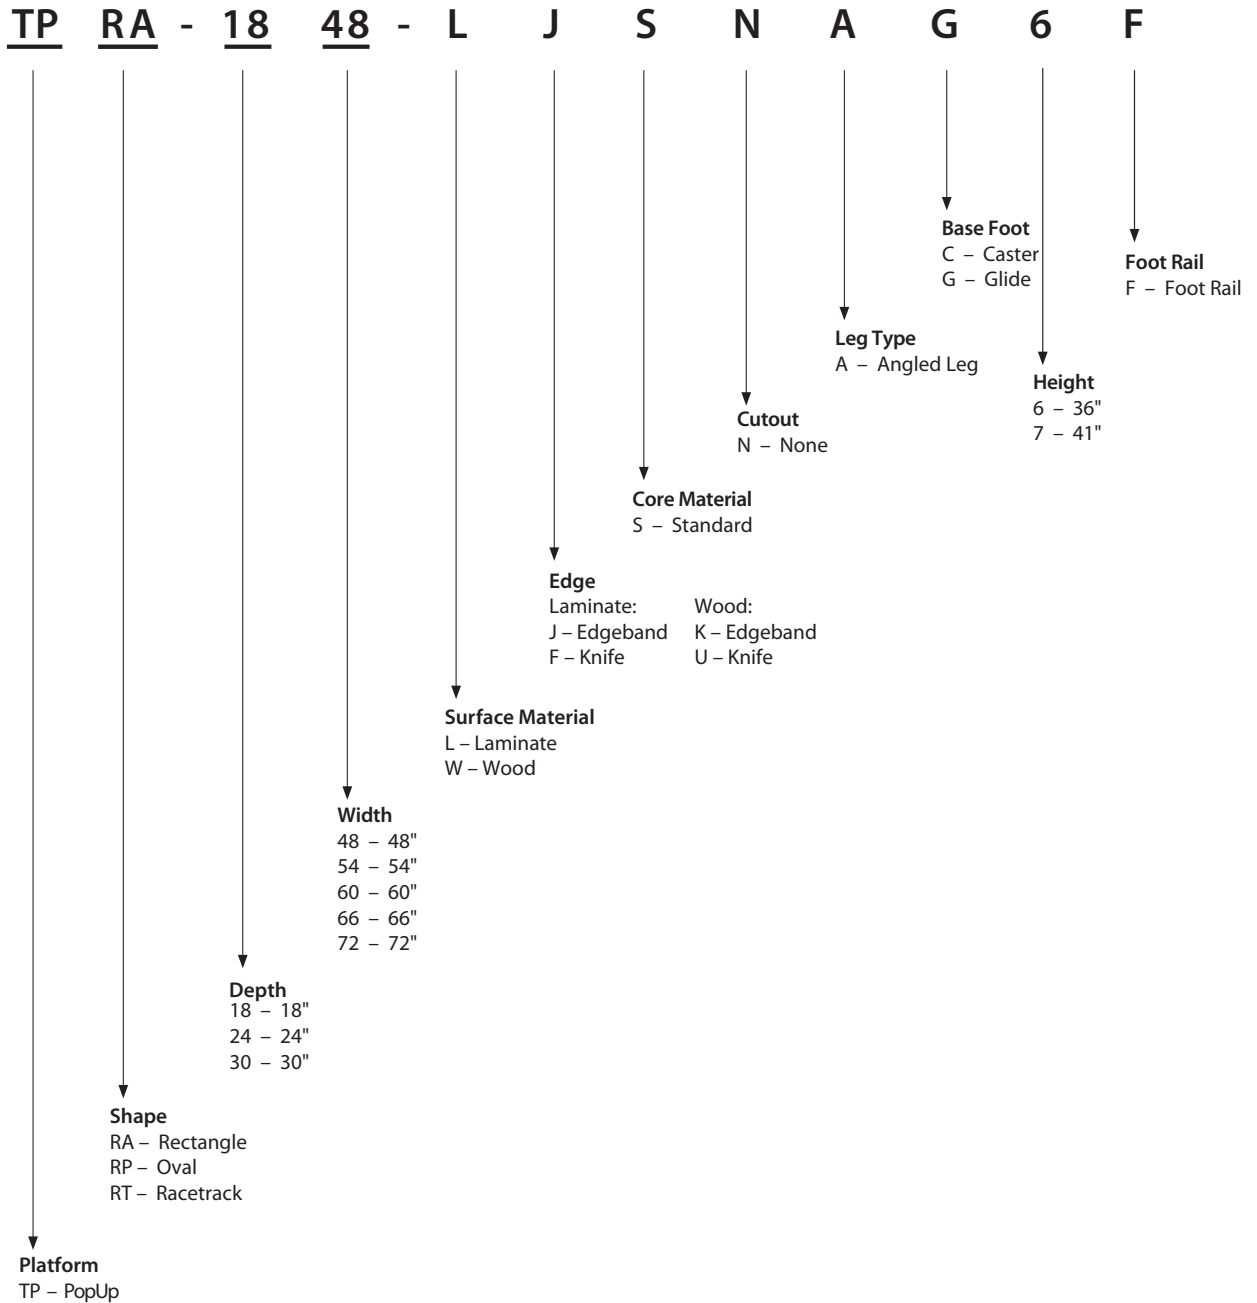 TP RA - 18 48 - L J S N A G 6 F
Base Foot
C – Caster
G – Glide
Foot Rail
F – Foot Rail
Leg Type
A – Angled Leg
Height
6 – 36"
7 – 41"
Cutout
N – None
Core Material
S – Standard
Edge
Laminate: Wood:
J – Edgeband K – Edgeband
F – Knife U – Knife
Surface Material
L – Laminate
W – Wood
Width
48 – 48"
54 – 54"
60 – 60"
66 – 66"
72 – 72"
Depth
18 – 18"
24 – 24"
30 – 30"
Shape
RA – Rectangle
RP – Oval
RT – Racetrack
Platform
TP – PopUp